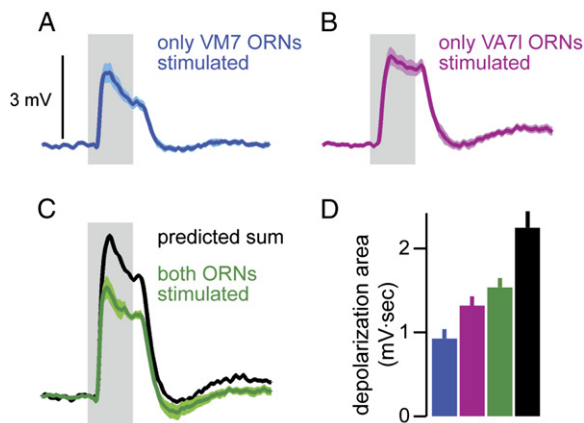 A
only VM7 ORNs
stimulated
3 mV
B
only VA7l ORNs
stimulated
C
predicted sum
both ORNs
stimulated
D
depolarization area
(mV·sec)
2
1
0